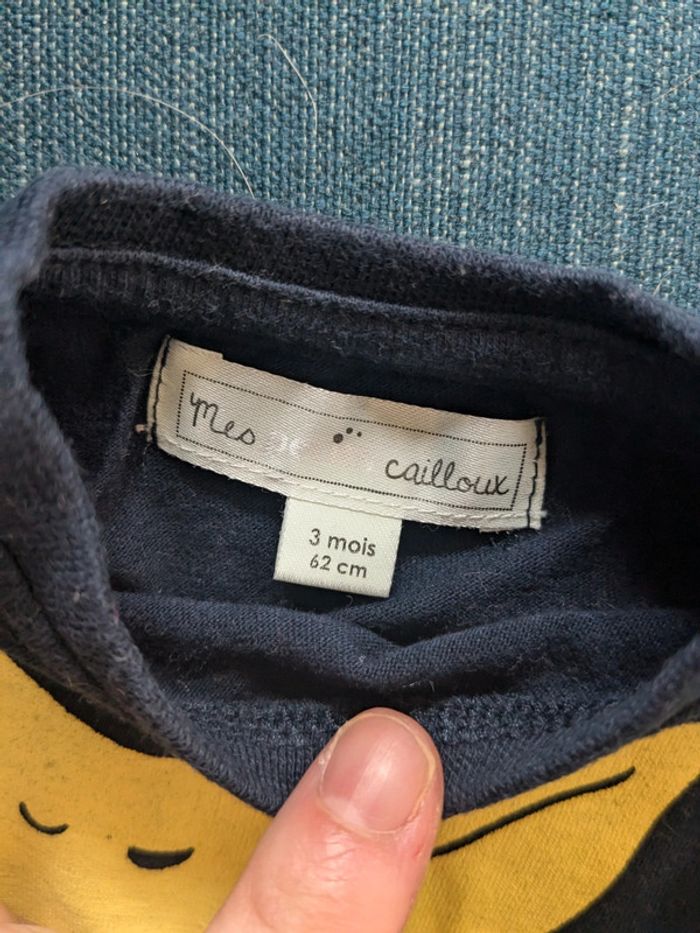 Mes cailloux
3 mois
62 cm